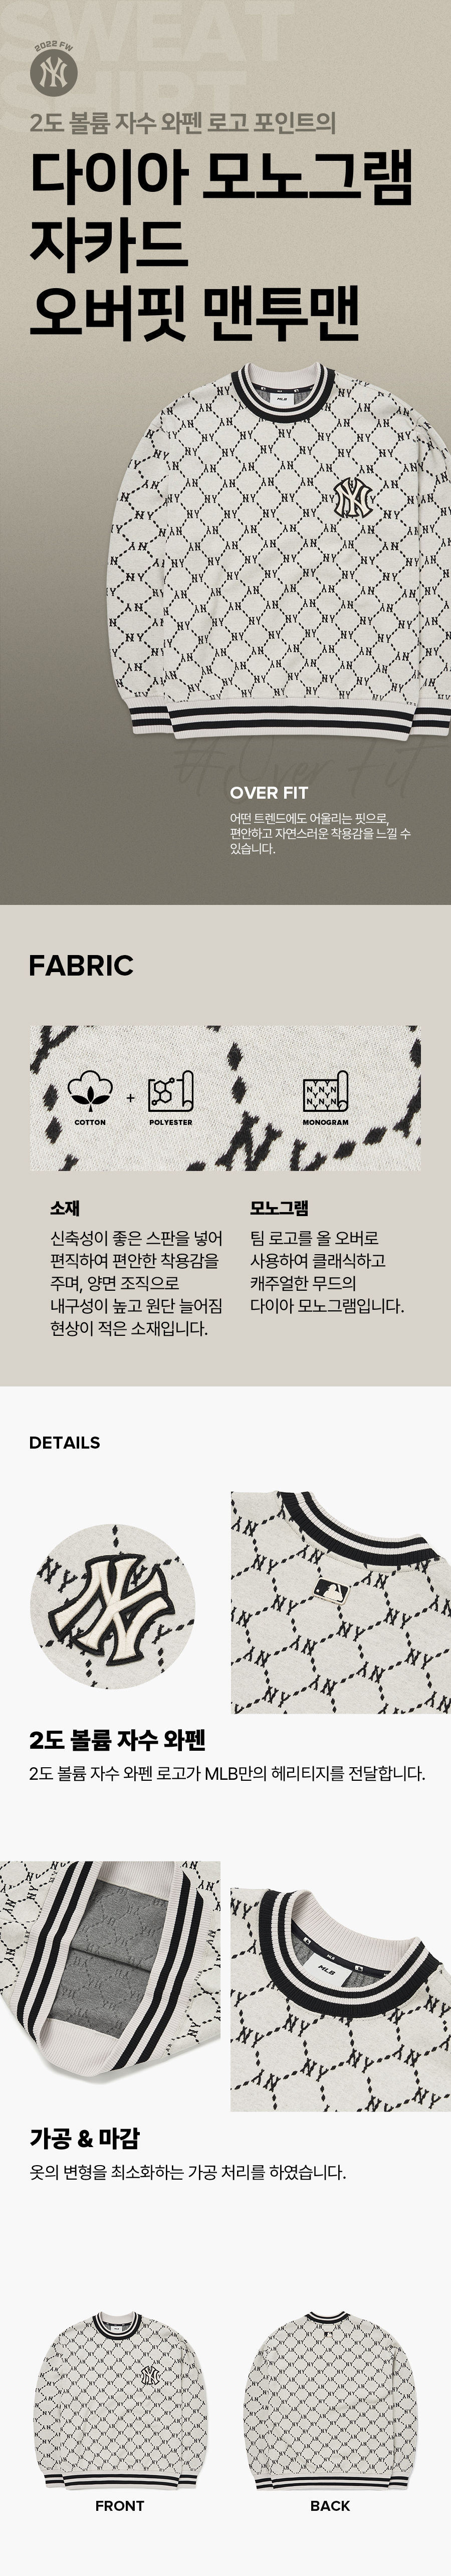 SWEAT
SHIRT
2022 FW
NY
2도 볼륨 자수 와펜 로고 포인트의
다이아 모노그램
자카드
오버핏 맨투맨
MLB
#Over Fit
OVER FIT
어떤 트렌드에도 어울리는 핏으로,
편안하고 자연스러운 착용감을 느낄 수
있습니다.
FABRIC
COTTON
+
POLYESTER
MONOGRAM
소재
신축성이 좋은 스판을 넣어
편직하여 편안한 착용감을
주며, 양면 조직으로
내구성이 높고 원단 늘어짐
현상이 적은 소재입니다.
모노그램
팀 로고를 올 오버로
사용하여 클래식하고
캐주얼한 무드의
다이아 모노그램입니다.
DETAILS
NY
2도 볼륨 자수 와펜
2도 볼륨 자수 와펜 로고가 MLB만의 헤리티지를 전달합니다.
MLB
가공 & 마감
옷의 변형을 최소화하는 가공 처리를 하였습니다.
FRONT
BACK